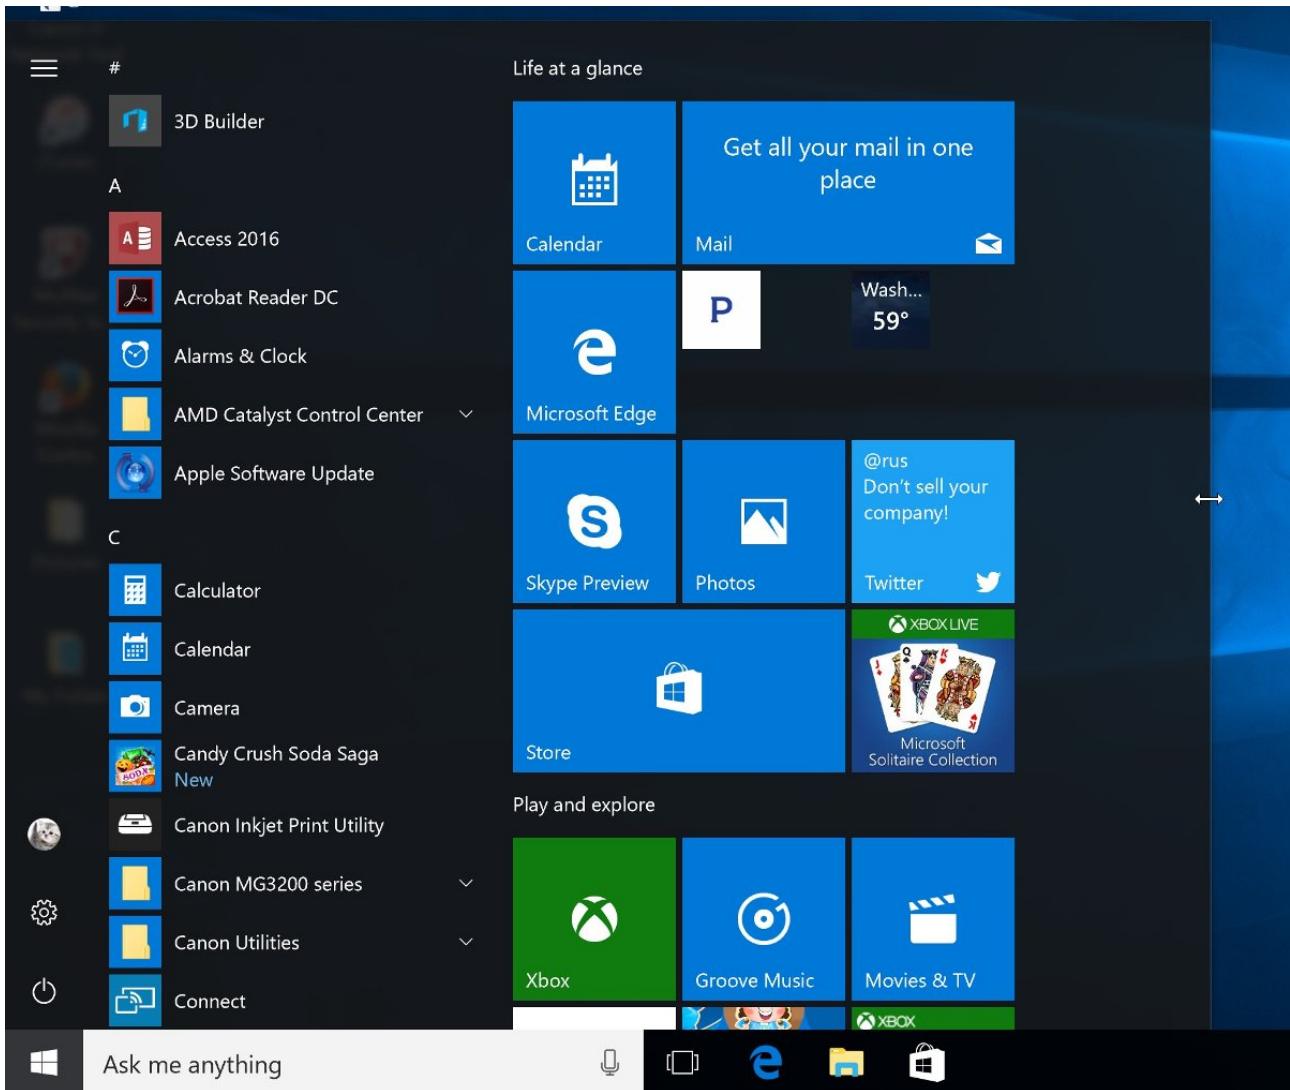 #
3D Builder
A
Access 2016
Acrobat Reader DC
Alarms & Clock
AMD Catalyst Control Center
Apple Software Update
C
Calculator
Calendar
Camera
Candy Crush Soda Saga
New
Canon Inkjet Print Utility
Canon MG3200 series
Canon Utilities
Connect
Life at a glance
Calendar
Get all your mail in one
place
Mail
Microsoft Edge
P
Wash...
59°
Skype Preview
Photos
@rus
Don't sell your
company!
Twitter
Store
XBOX LIVE
Microsoft
Solitaire Collection
Play and explore
Xbox
Groove Music
Movies & TV
XBOX
Ask me anything